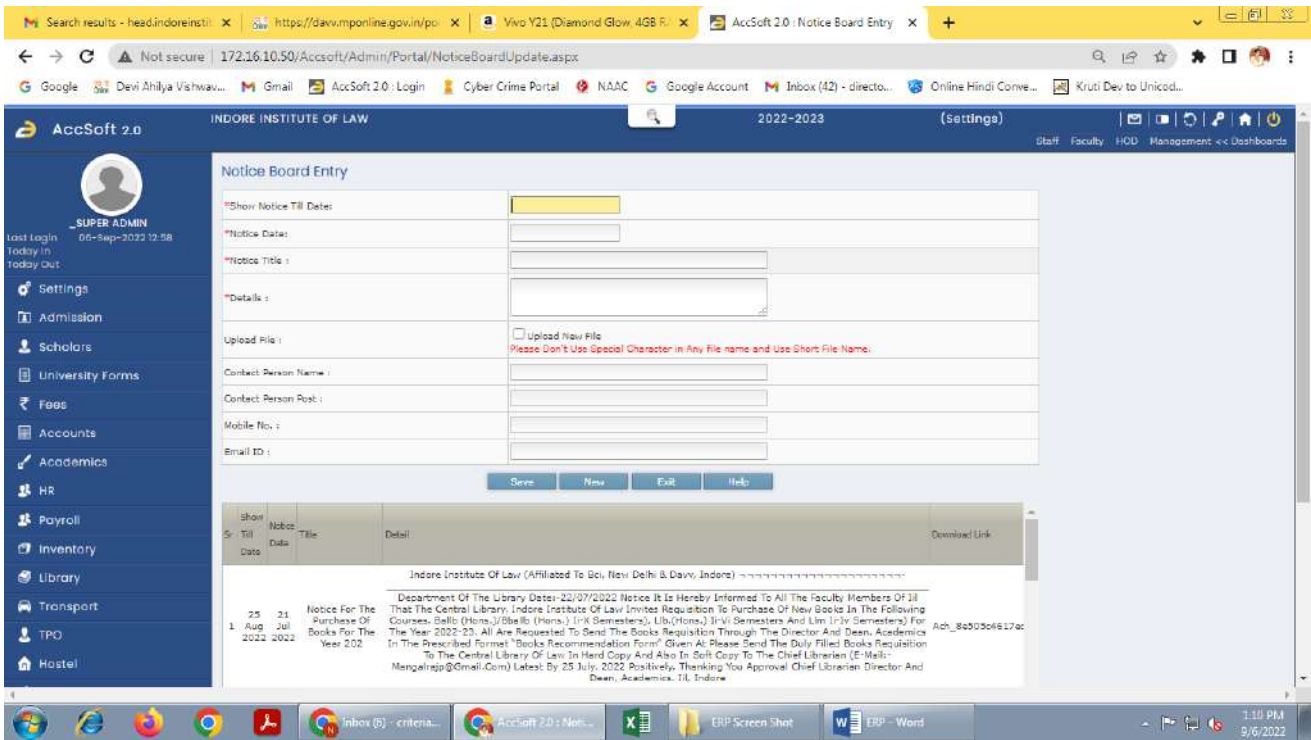 Search results - head.indoreinstit
https://davv.mponline.gov.in/po
Vivo Y21 (Diamond Glow, 4GB R
AccSoft 2.0 : Notice Board Entry
Not secure 172.16.10.50/Accsoft/Admin/Portal/NoticeBoardUpdate.aspx
Google Devi Ahilya Vishwav... Gmail AccSoft 2.0 : Login Cyber Crime Portal NAAC Google Account Inbox (42) - directo... Online Hindi Conve... Kruti Dev to Unicod...
AccSoft 2.0
INDORE INSTITUTE OF LAW 2022-2023 (Settings)
Staff Faculty HOD Management << Dashboards
_SUPER ADMIN
Last Login 06-Sep-2022 12:58
Today In
Today Out
Settings
Admission
Scholars
University Forms
Fees
Accounts
Academics
HR
Payroll
Inventory
Library
Transport
TPO
Hostel
Notice Board Entry
*Show Notice Till Date:
*Notice Date:
*Notice Title :
*Details :
Upload File : Upload New File
Please Don't Use Special Character in Any file name and Use Short File Name.
Contact Person Name :
Contact Person Post :
Mobile No. :
Email ID :
Save New Exit Help
Sr Show Till Date Notice Date Title Detail Download Link
Indore Institute Of Law (Affiliated To Bci, New Delhi & Davv, Indore)
Department Of The Library Date:-22/07/2022 Notice It Is Hereby Informed To All The Faculty Members Of Iil
That The Central Library, Indore Institute Of Law Invites Requisition To Purchase Of New Books In The Following
Courses. Ballb (Hons.)/Bballb (Hons.) Ii-X Semesters), Llb.(Hons.) Ii-Vi Semesters And Llm Ii-Iv Semesters) For
The Year 2022-23. All Are Requested To Send The Books Requisition Through The Director And Dean, Academics
In The Prescribed Format "Books Recommendation Form" Given At Please Send The Duly Filled Books Requisition
To The Central Library Of Law In Hard Copy And Also In Soft Copy To The Chief Librarian (E-Mail:-
Mangalrajp@Gmail.Com) Latest By 25 July, 2022 Positively. Thanking You Approval Chief Librarian Director And
Dean, Academics, Iil, Indore
1 25 Aug 2022 21 Jul 2022
Notice For The
Purchase Of
Books For The
Year 202
Inbox (6) - criteria... AccSoft 2.0 : Noti... ERP Screen Shot ERP - Word
1:10 PM
9/6/2022